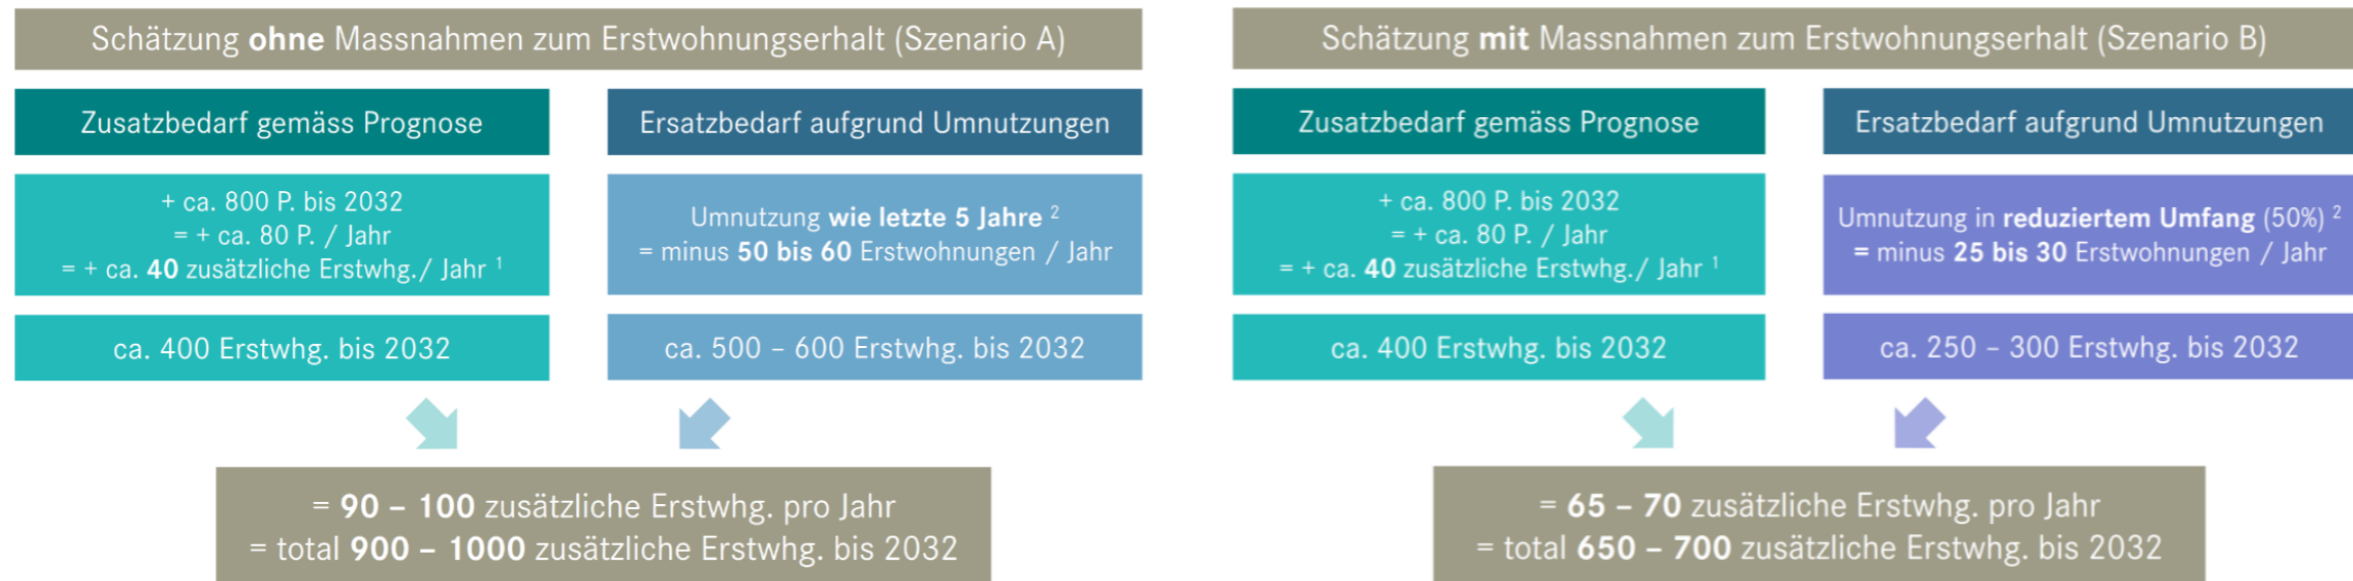 Schätzung ohne Massnahmen zum Erstwohnungserhalt (Szenario A)
Zusatzbedarf gemäss Prognose
+ ca. 800 P. bis 2032
= + ca. 80 P. / Jahr
= + ca. 40 zusätzliche Erstwhg./ Jahr 1
ca. 400 Erstwhg. bis 2032
Ersatzbedarf aufgrund Umnutzungen
Umnutzung wie letzte 5 Jahre 2
= minus 50 bis 60 Erstwohnungen / Jahr
ca. 500 – 600 Erstwhg. bis 2032
= 90 – 100 zusätzliche Erstwhg. pro Jahr
= total 900 – 1000 zusätzliche Erstwhg. bis 2032
Schätzung mit Massnahmen zum Erstwohnungserhalt (Szenario B)
Zusatzbedarf gemäss Prognose
+ ca. 800 P. bis 2032
= + ca. 80 P. / Jahr
= + ca. 40 zusätzliche Erstwhg./ Jahr 1
ca. 400 Erstwhg. bis 2032
Ersatzbedarf aufgrund Umnutzungen
Umnutzung in reduziertem Umfang (50%) 2
= minus 25 bis 30 Erstwohnungen / Jahr
ca. 250 – 300 Erstwhg. bis 2032
= 65 – 70 zusätzliche Erstwhg. pro Jahr
= total 650 – 700 zusätzliche Erstwhg. bis 2032